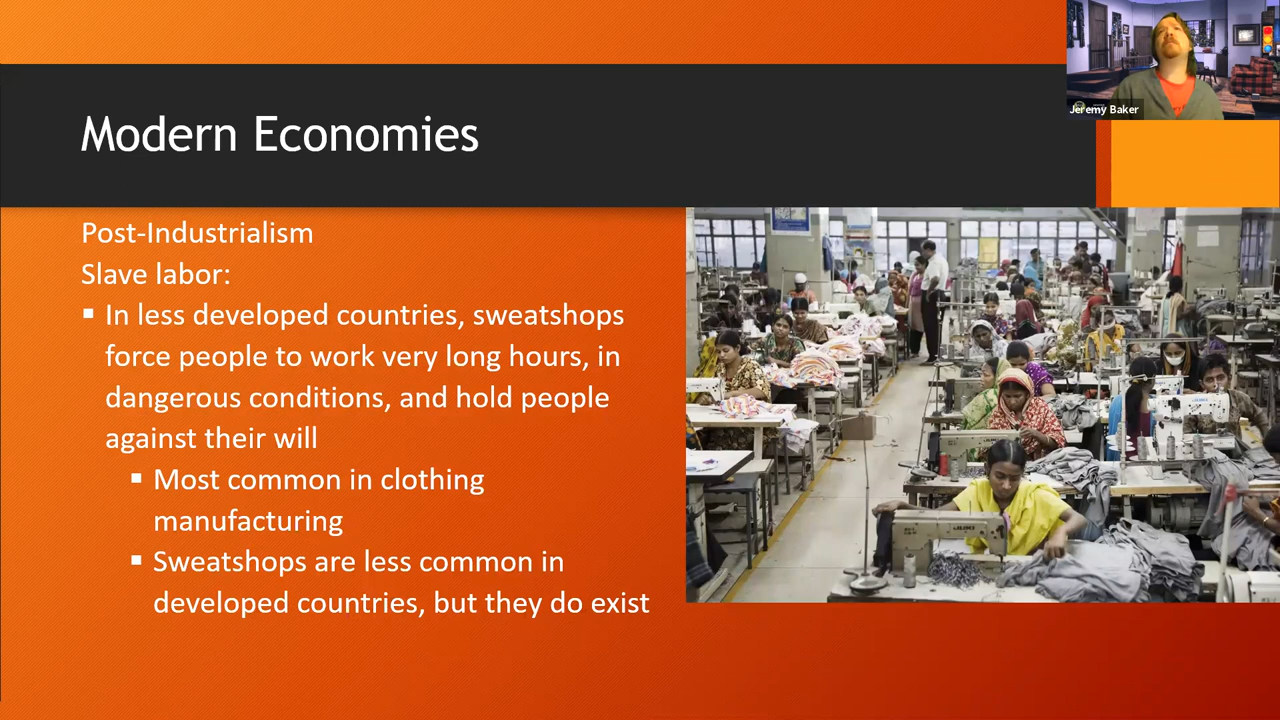 Jeremy Baker
Modern Economies
Post-Industrialism
Slave labor:
▪ In less developed countries, sweatshops
force people to work very long hours, in
dangerous conditions, and hold people
against their will
▪ Most common in clothing
manufacturing
▪ Sweatshops are less common in
developed countries, but they do exist
JUKI